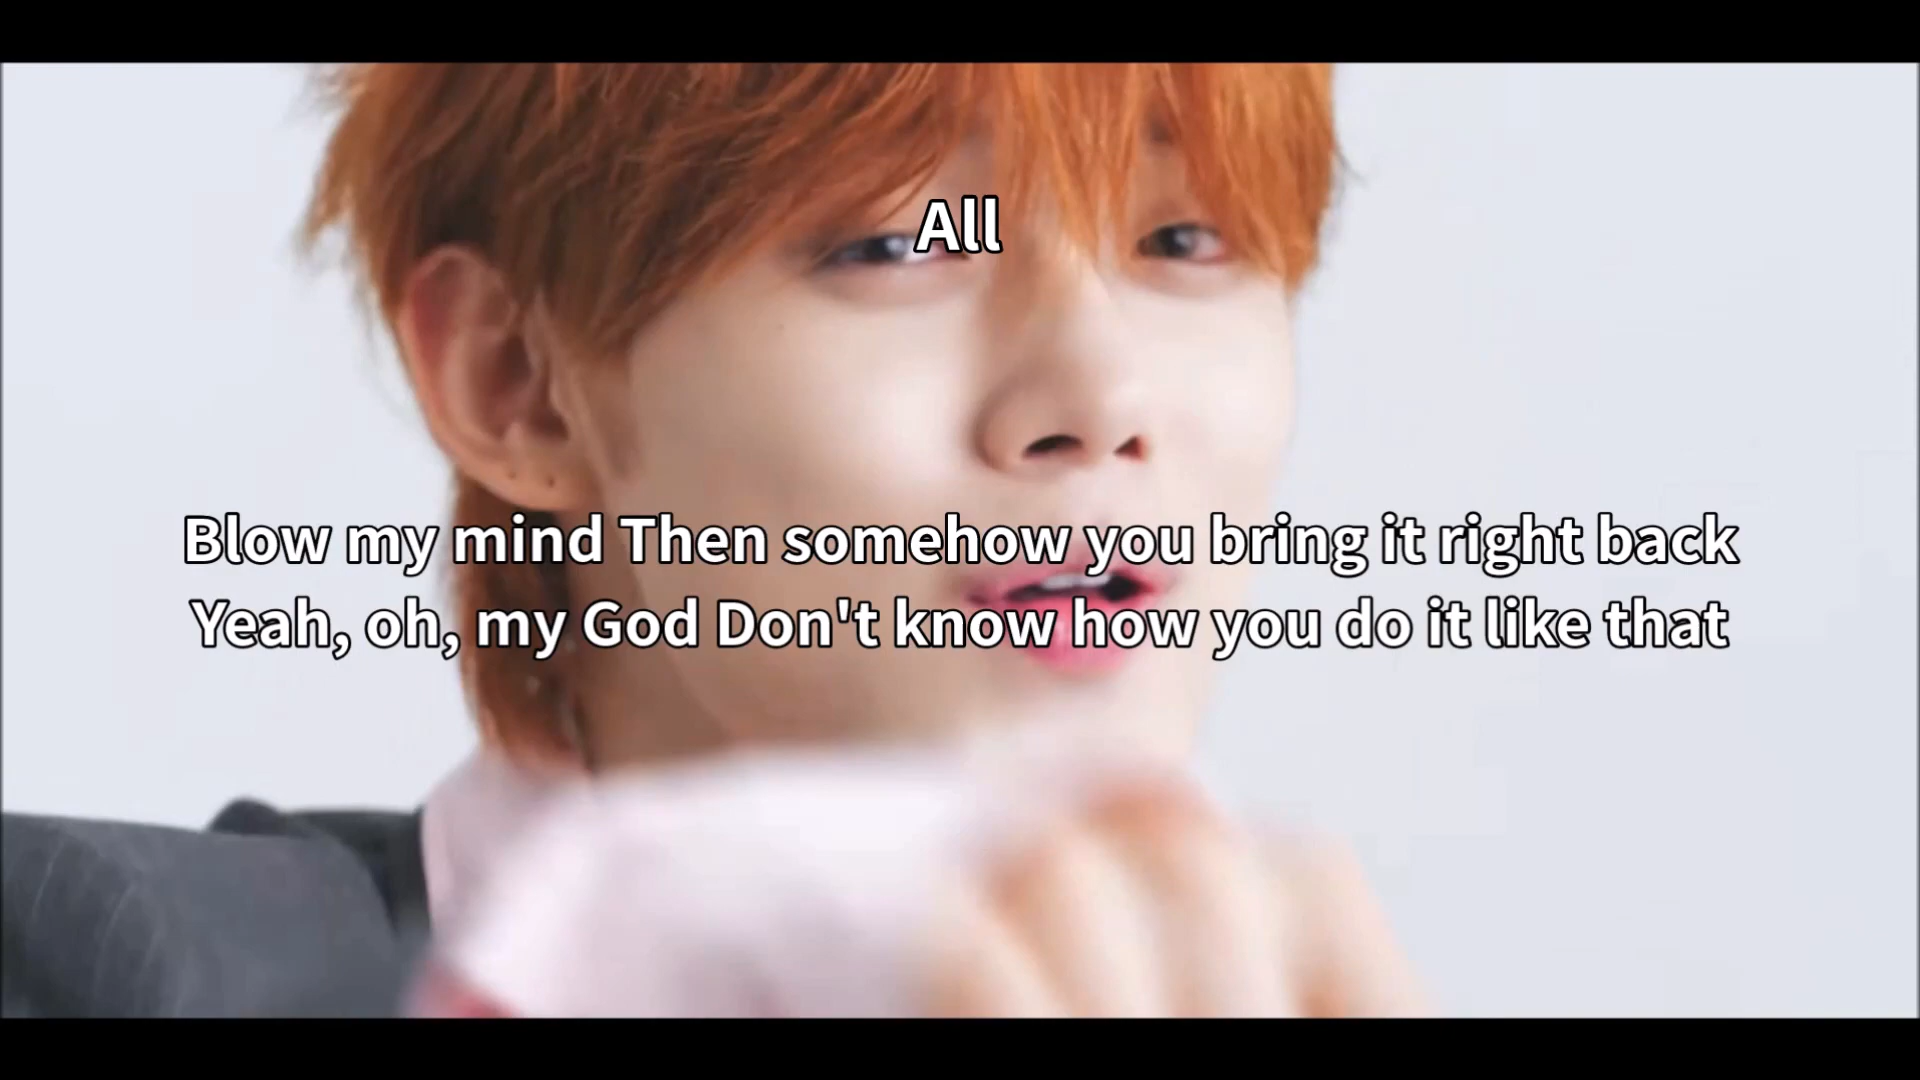 All
Blow my mind Then somehow you bring it right back
Yeah, oh, my God Don't know how you do it like that